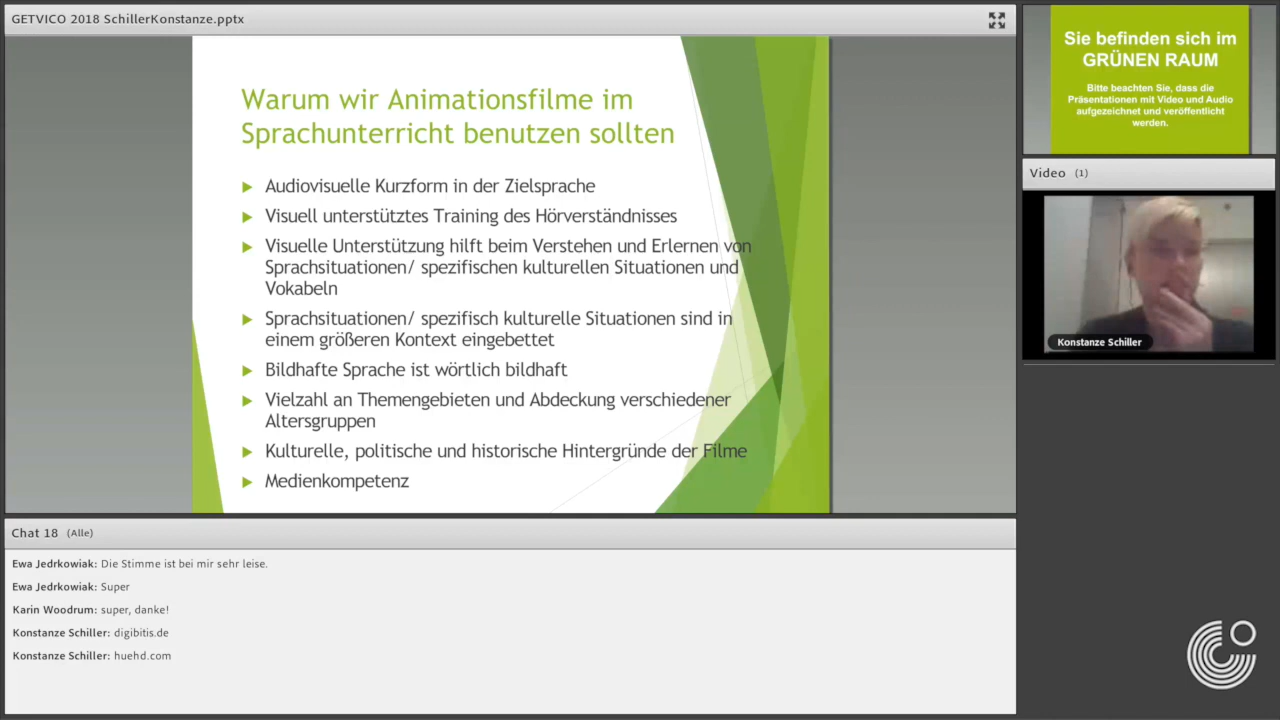 GETVICO 2018 SchillerKonstanze.pptx
Warum wir Animationsfilme im
Sprachunterricht benutzen sollten
Audiovisuelle Kurzform in der Zielsprache
Visuell unterstütztes Training des Hörverständnisses
Visuelle Unterstützung hilft beim Verstehen und Erlernen von
Sprachsituationen/ spezifischen kulturellen Situationen und
Vokabeln
Sprachsituationen/ spezifisch kulturelle Situationen sind in
einem größeren Kontext eingebettet
Bildhafte Sprache ist wörtlich bildhaft
Vielzahl an Themengebieten und Abdeckung verschiedener
Altersgruppen
Kulturelle, politische und historische Hintergründe der Filme
Medienkompetenz
Sie befinden sich im
GRÜNEN RAUM
Bitte beachten Sie, dass die
Präsentationen mit Video und Audio
aufgezeichnet und veröffentlicht
werden.
Video (1)
Konstanze Schiller
Chat 18 (Alle)
Ewa Jedrkowiak: Die Stimme ist bei mir sehr leise.
Ewa Jedrkowiak: Super
Karin Woodrum: super, danke!
Konstanze Schiller: digibitis.de
Konstanze Schiller: huehd.com